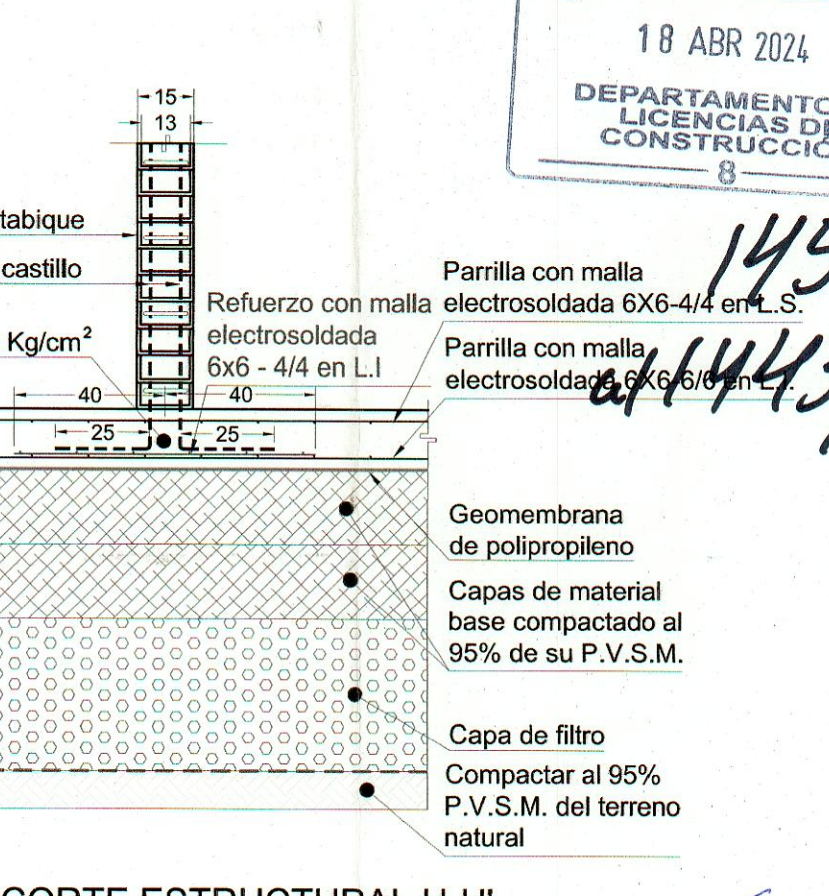 18 ABR 2024
DEPARTAMENTO
LICENCIAS
8
15
13
tabique
castillo
Kg/cm²
Refuerzo con malla
electrosoldada
6x6 - 4/4 en L.I
Parrilla con malla
electrosoldada 6X6-4/4 en L.S.
Parrilla con malla
electrosoldada 6X6-6/6 en L.I.
40
40
25
25
Geomembrana
de polipropileno
Capas de material
base compactado al
95% de su P.V.S.M.
Capa de filtro
Compactar al 95%
P.V.S.M. del terreno
natural
CORTE ESTRUCTURAL